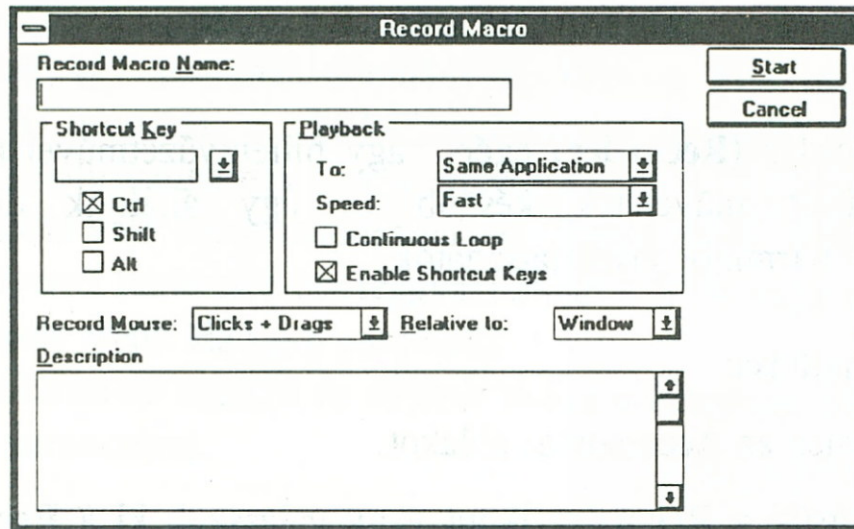 Record Macro
Record Macro Name:
Start
Cancel
Shortcut Key
Ctrl
Shift
Alt
Playback
To: Same Application
Speed: Fast
Continuous Loop
Enable Shortcut Keys
Record Mouse: Clicks + Drags Relative to: Window
Description